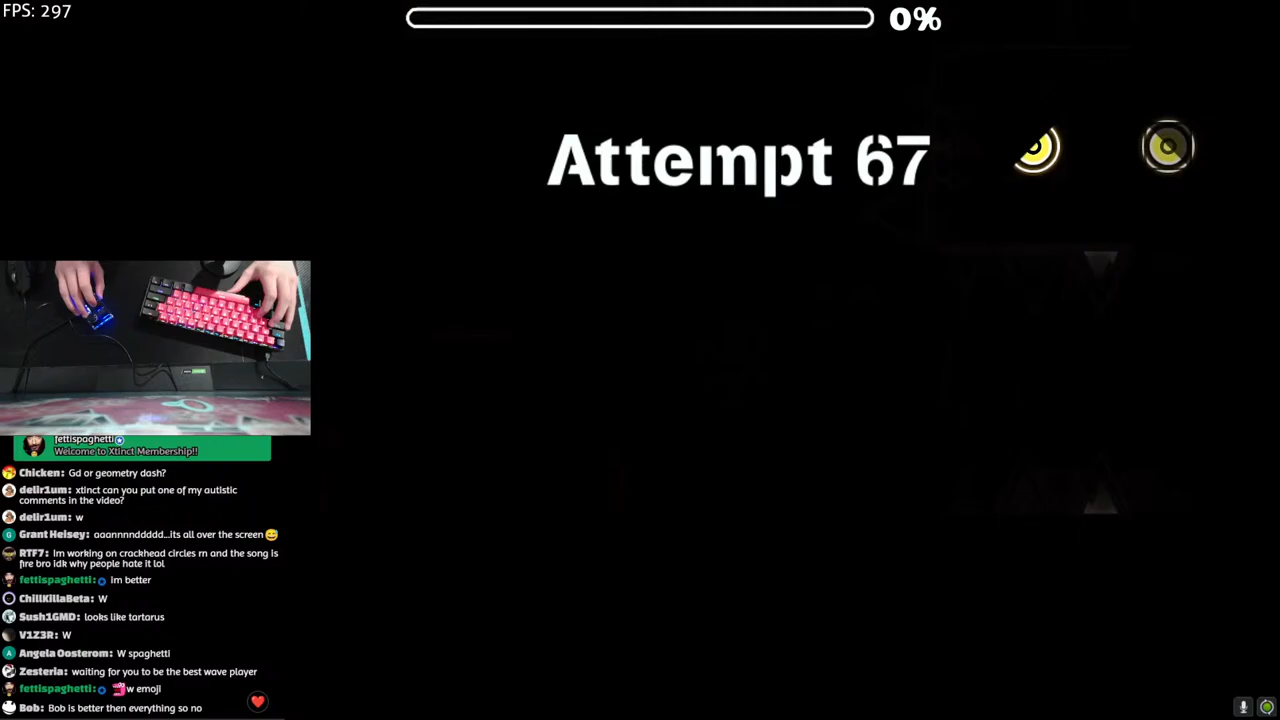 FPS: 297
0%
Attempt 67
fettispaghetti
Welcome to Xtinct Membership!!
Chicken: Gd or geometry dash?
delir1um: xtinct can you put one of my autistic
comments in the video?
delir1um: w
Grant Heisey: aaannnnddddd...its all over the screen😅
RTF7: Im working on crackhead circles rn and the song is
fire bro idk why people hate it lol
fettispaghetti: im better
ChillKillaBeta: W
Sush1GMD: looks like tartarus
V1Z3R: W
A Angela Oosterom: W spaghetti
Zesteria: waiting for you to be the best wave player
fettispaghetti: w emoji
Bob: Bob is better then everything so no